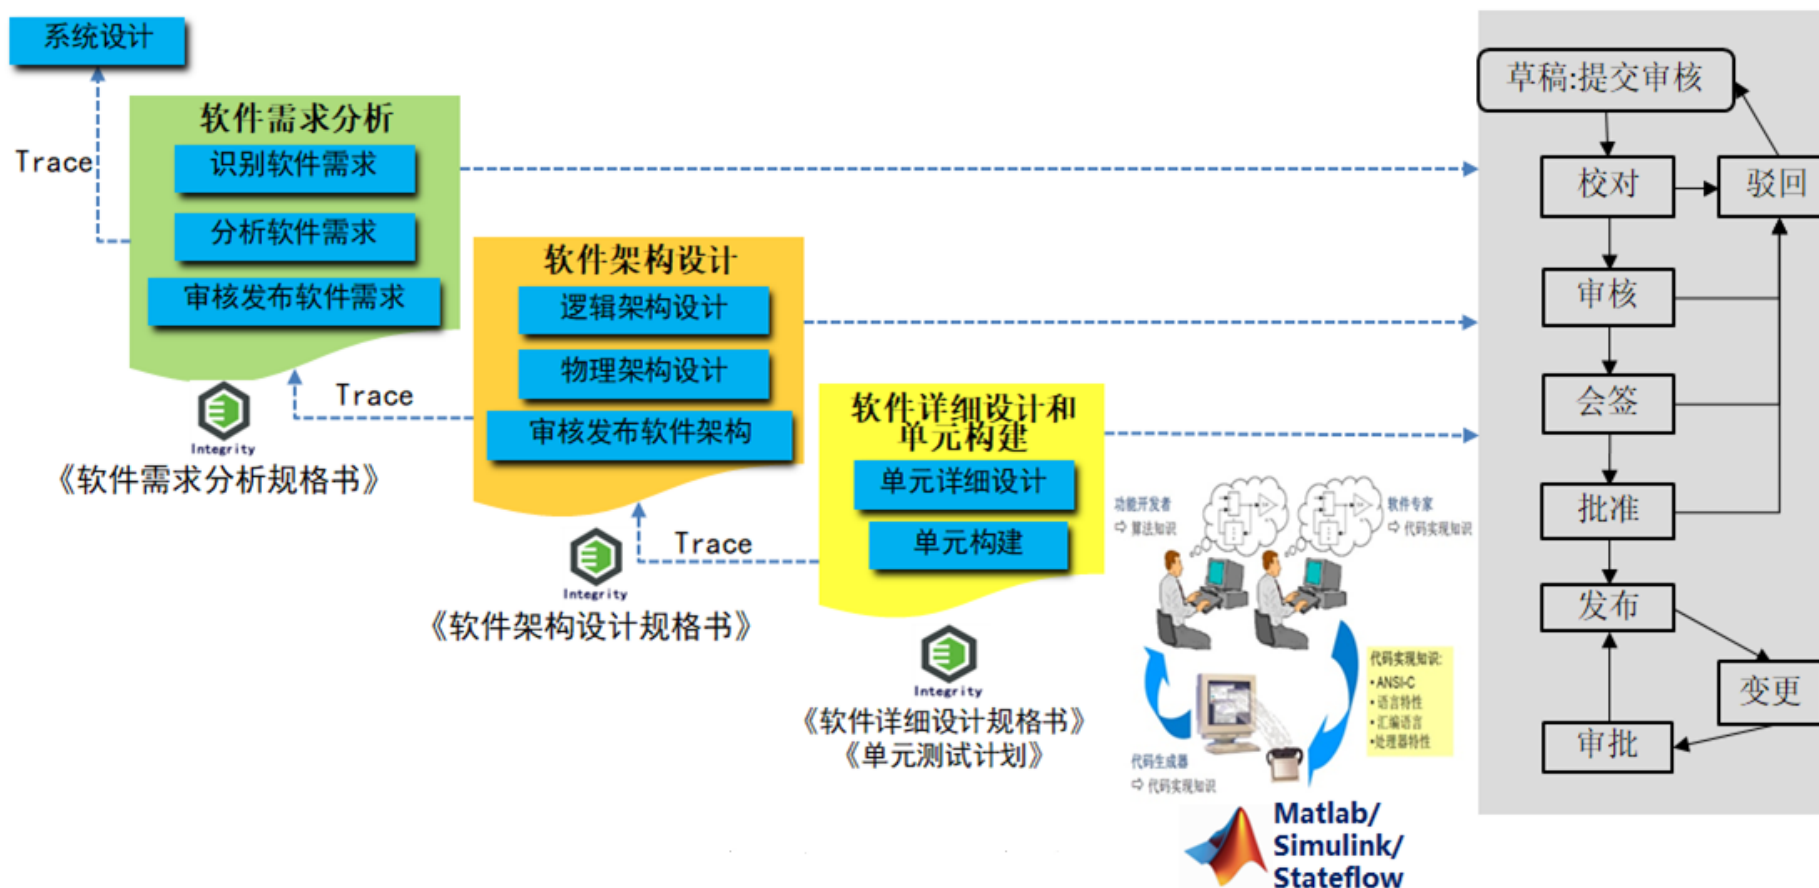 系统设计
Trace
软件需求分析
识别软件需求
分析软件需求
审核发布软件需求
Integrity
《软件需求分析规格书》
Trace
软件架构设计
逻辑架构设计
物理架构设计
审核发布软件架构
Integrity
《软件架构设计规格书》
Trace
软件详细设计和
单元构建
单元详细设计
单元构建
Integrity
《软件详细设计规格书》
《单元测试计划》
功能开发者
⇨ 算法知识
软件专家
⇨ 代码实现知识
代码实现知识:
• ANSI-C
• 语言特性
• 汇编语言
•处理器特性
代码生成器
⇨ 代码实现知识
Matlab/
Simulink/
Stateflow
草稿:提交审核
校对
驳回
审核
会签
批准
发布
变更
审批